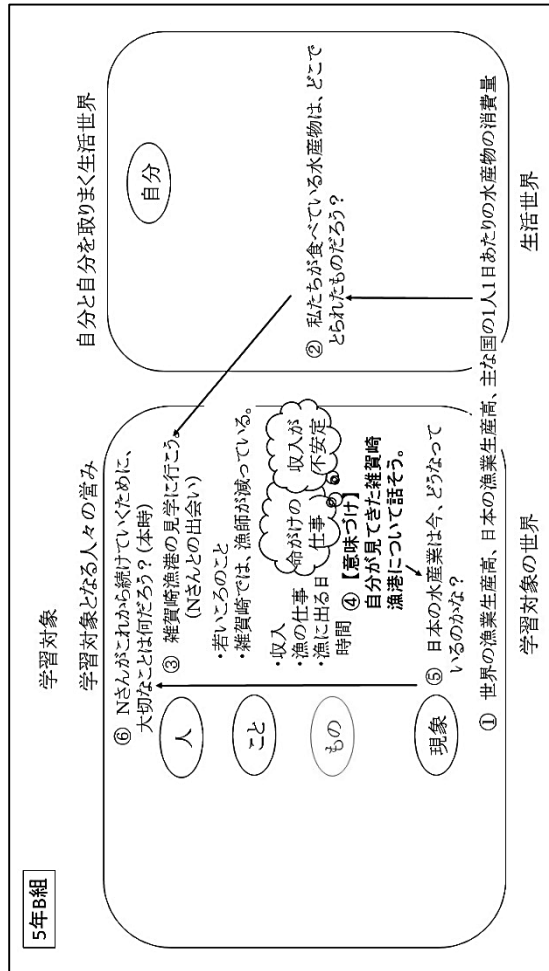 5年B組
学習対象
学習対象となる人々の営み
⑥ Nさんがこれから続けていくために、
大切なことは何だろう？(本時)
人
③ 雑賀崎漁港の見学に行こう。
(Nさんとの出会い)
・若いころのこと
こと
・雑賀崎では、漁師が減っている。
もの
・収入
・漁の仕事
・漁に出る日
時間
命がけの
仕事
収入が
不安定
④ 【意味づけ】
自分が見てきた雑賀崎
漁港について話そう。
現象
⑤ 日本の水産業は今、どうなって
いるのかな？
学習対象の世界
自分と自分を取りまく生活世界
自分
② 私たちが食べている水産物は、どこで
とられたものだろう？
① 世界の漁業生産高、日本の漁業生産高、主な国の1人1日あたりの水産物の消費量
生活世界